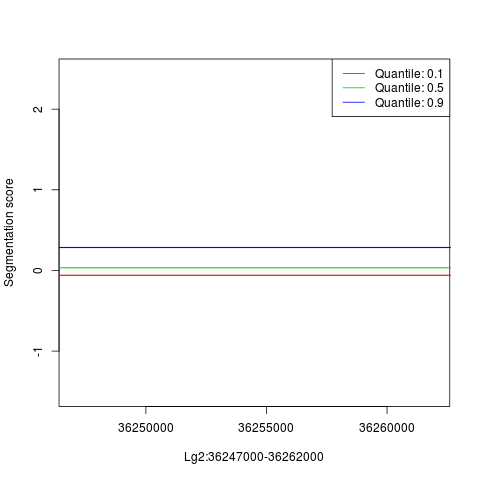 Quantile: 0.1
Quantile: 0.5
Quantile: 0.9
2
1
0
-1
Segmentation score
36250000
36255000
36260000
Lg2:36247000-36262000